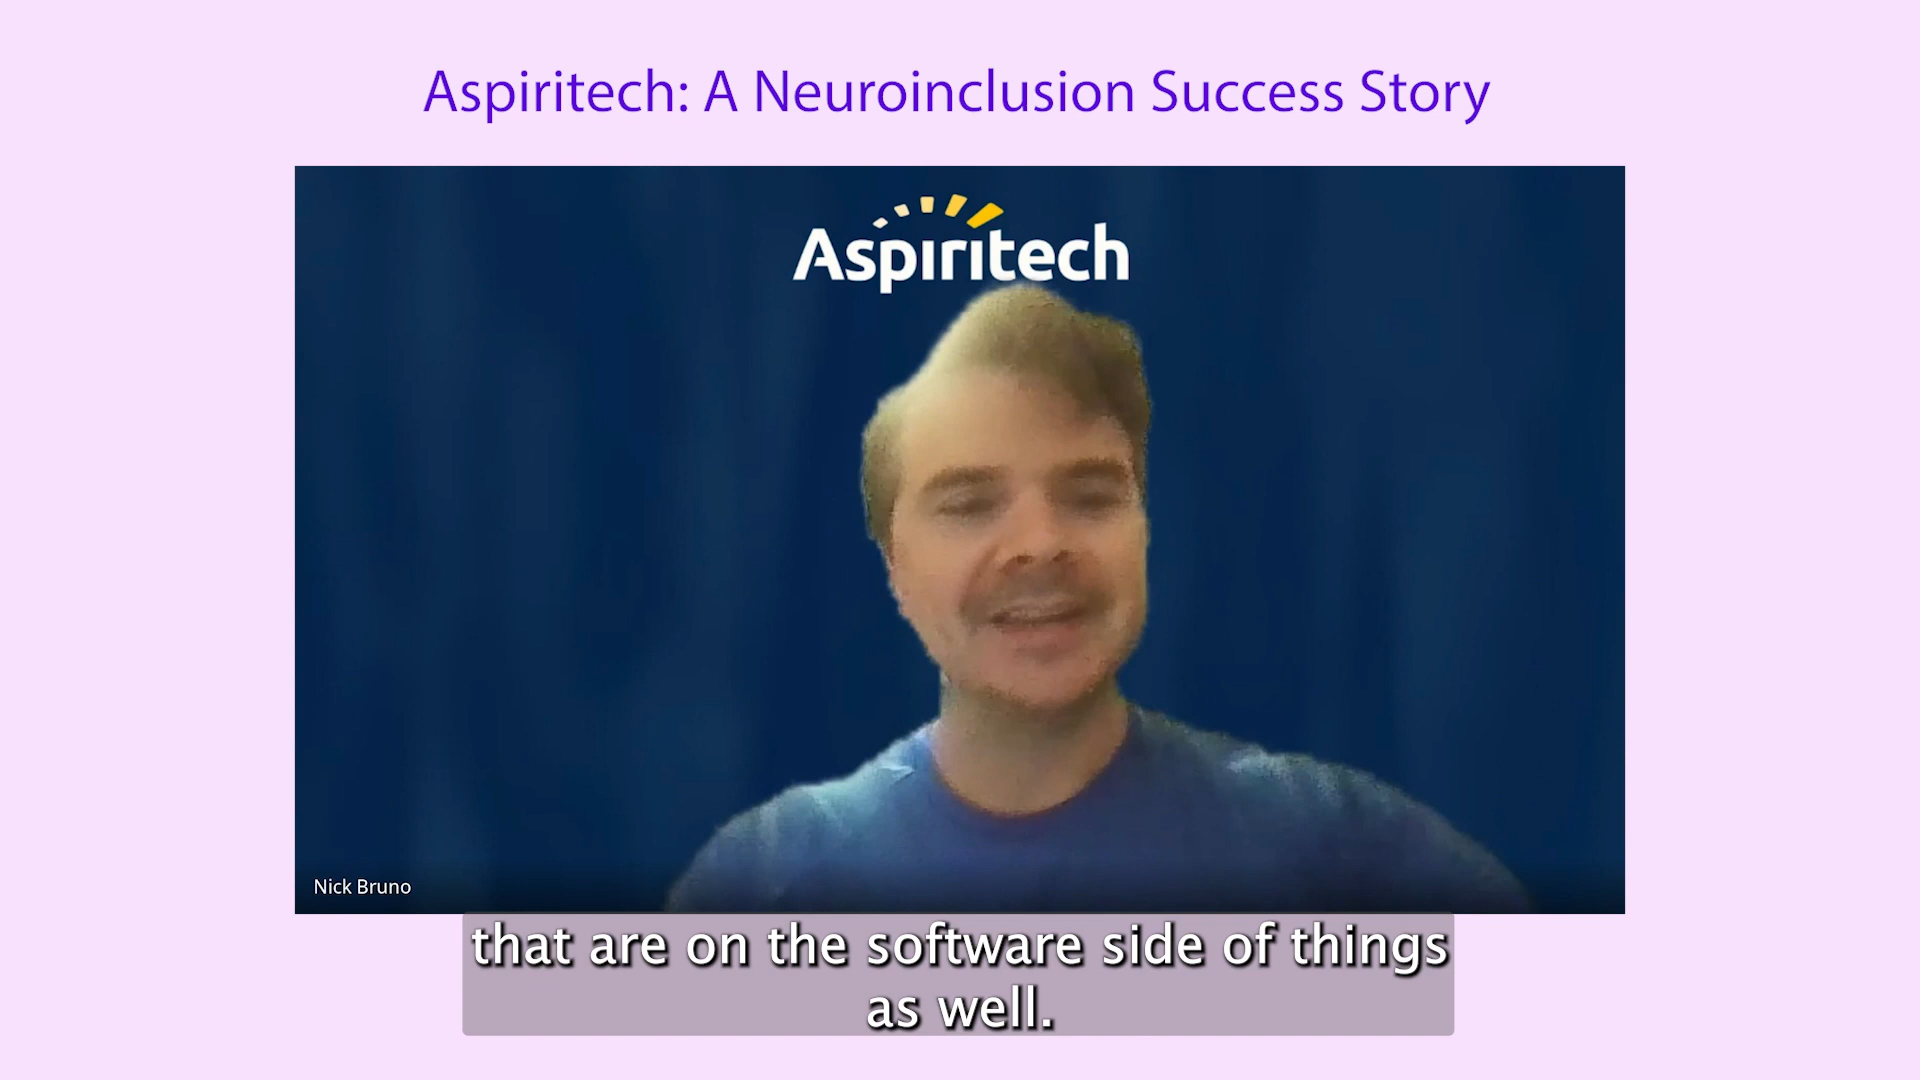 Aspiritech: A Neuroinclusion Success Story
Aspiritech
Nick Bruno
that are on the software side of things
as well.